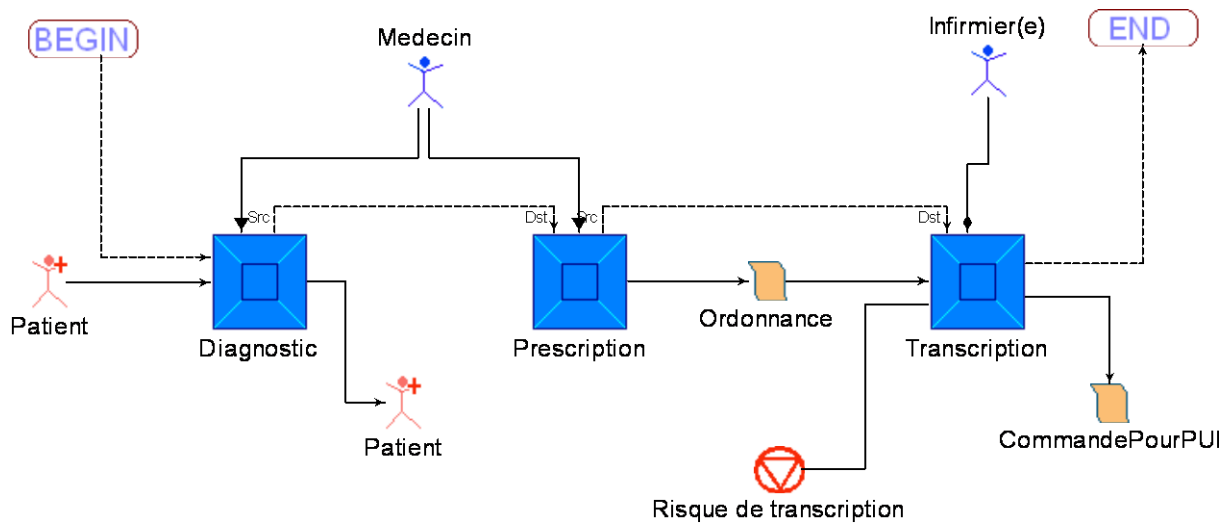 BEGIN
Medecin
Infirmier(e)
END
Src
Dst
Src
Dst
Patient
Diagnostic
Prescription
Ordonnance
Transcription
Patient
CommandePourPUI
Risque de transcription